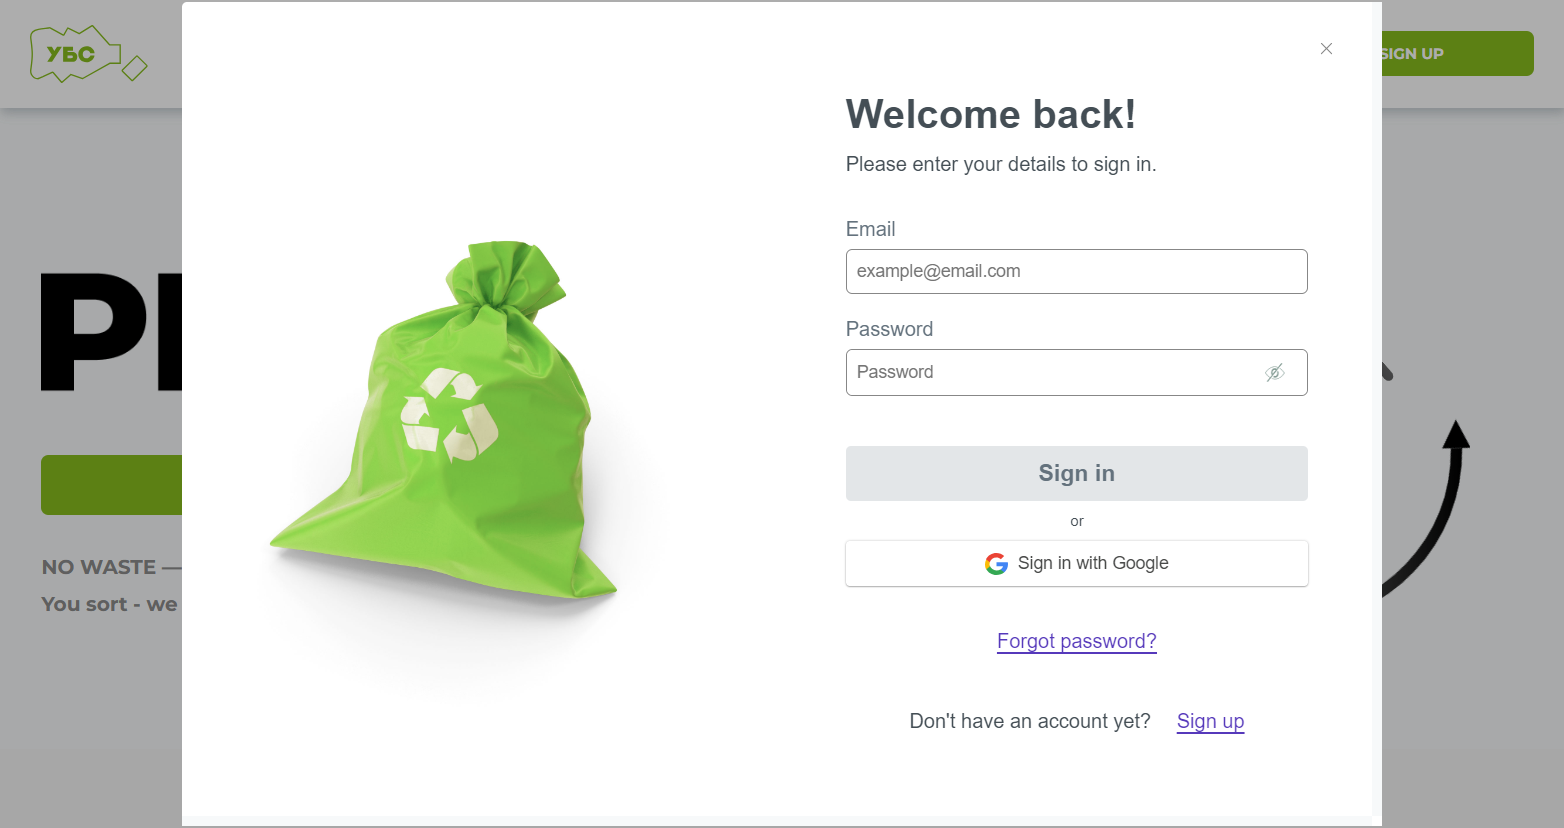 УБС
SIGN UP
Welcome back!
Please enter your details to sign in.
Email
example@email.com
Password
Password
Sign in
or
Sign in with Google
Forgot password?
Don't have an account yet? Sign up
NO WASTE —
You sort - we